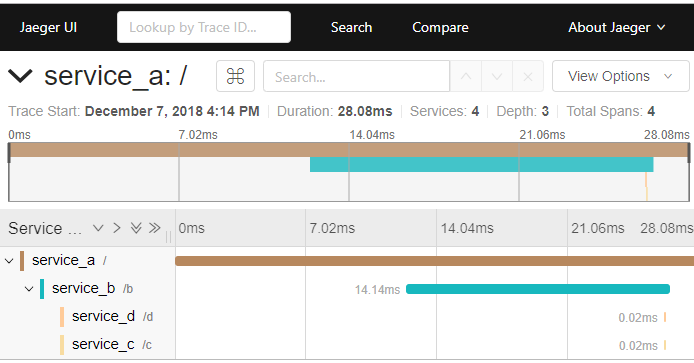 Jaeger UI Lookup by Trace ID... Search Compare About Jaeger
service_a: / ⌘ Search... View Options
Trace Start: December 7, 2018 4:14 PM Duration: 28.08ms Services: 4 Depth: 3 Total Spans: 4
0ms 7.02ms 14.04ms 21.06ms 28.08ms
Service ... 0ms 7.02ms 14.04ms 21.06ms 28.08ms
service_a /
service_b /b 14.14ms
service_d /d 0.02ms
service_c /c 0.02ms